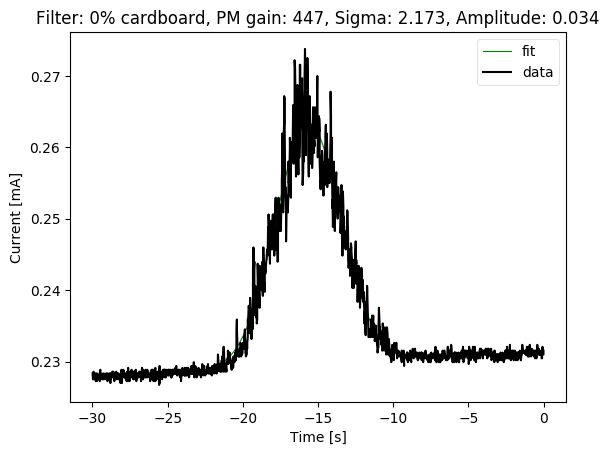 Filter: 0% cardboard, PM gain: 447, Sigma: 2.173, Amplitude: 0.034
fit
data
0.27
0.26
0.25
0.24
0.23
Current [mA]
−30
−25
−20
−15
−10
−5
0
Time [s]